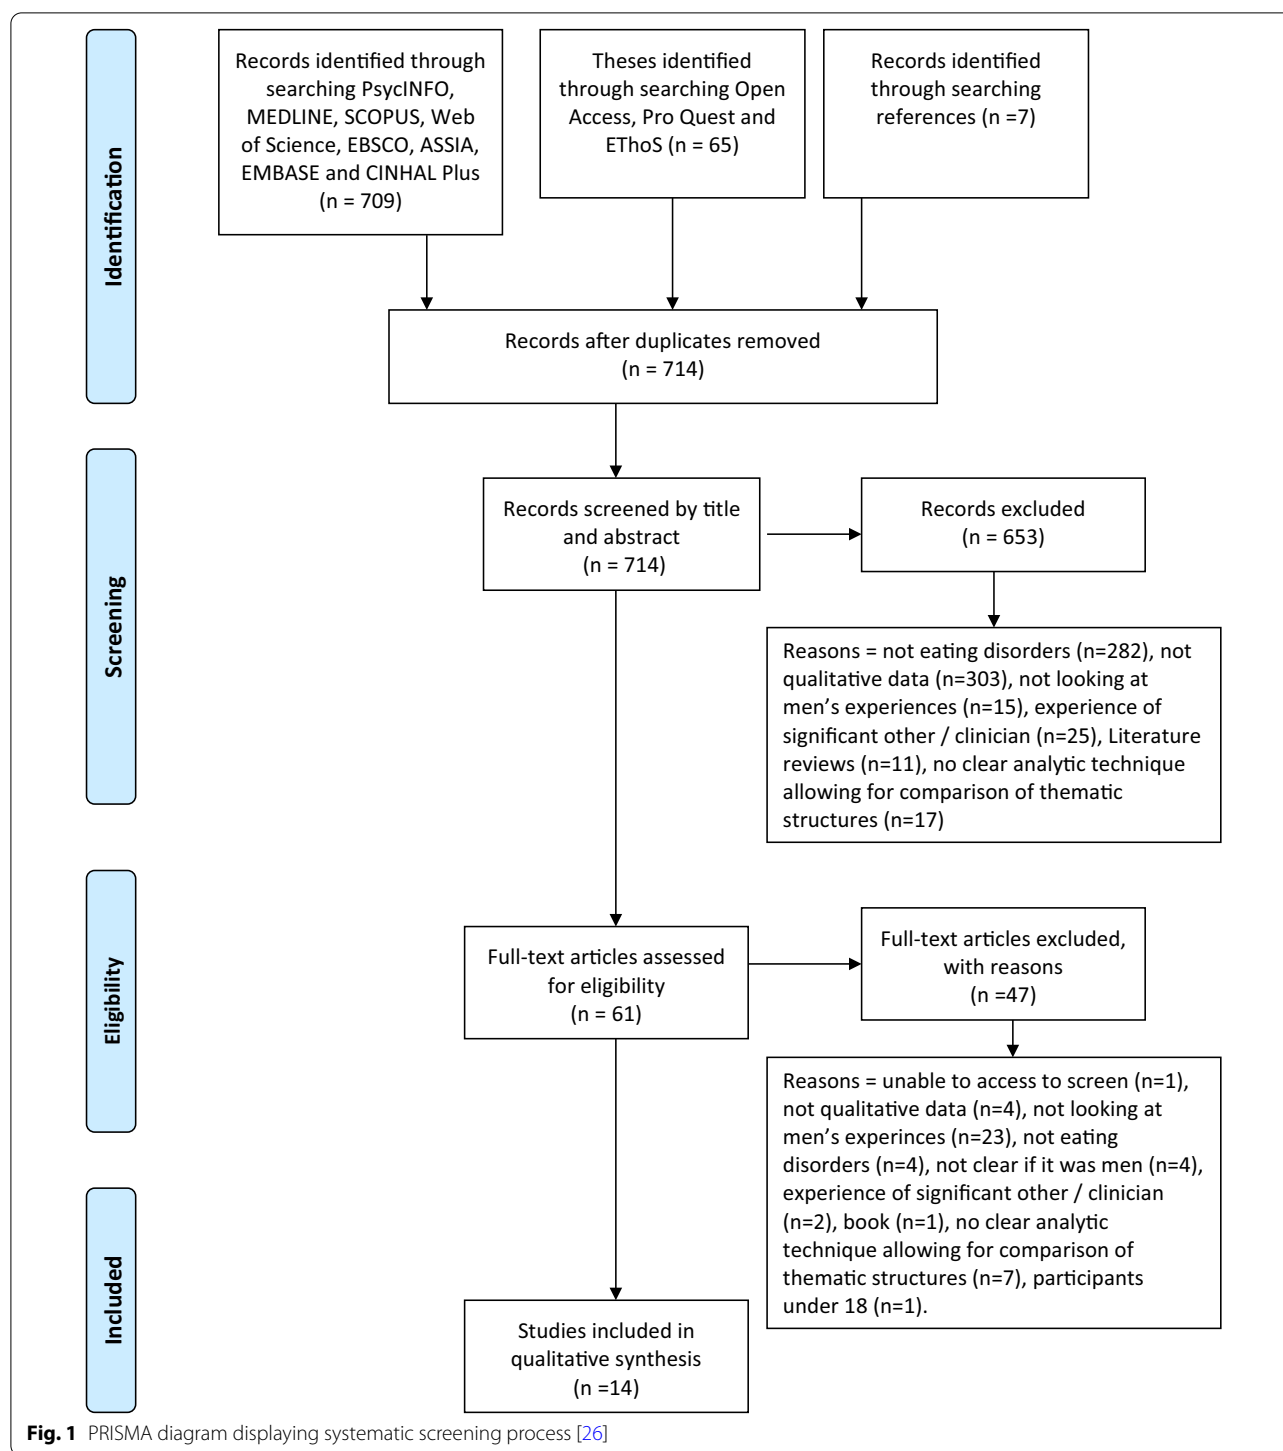 Identification
Records identified through
searching PsycINFO,
MEDLINE, SCOPUS, Web
of Science, EBSCO, ASSIA,
EMBASE and CINHAL Plus
(n = 709)
Theses identified
through searching Open
Access, Pro Quest and
EThoS (n = 65)
Records identified
through searching
references (n =7)
Records after duplicates removed
(n = 714)
Screening
Records screened by title
and abstract
(n = 714)
Records excluded
(n = 653)
Reasons = not eating disorders (n=282), not
qualitative data (n=303), not looking at
men’s experiences (n=15), experience of
significant other / clinician (n=25), Literature
reviews (n=11), no clear analytic technique
allowing for comparison of thematic
structures (n=17)
Eligibility
Full-text articles assessed
for eligibility
(n = 61)
Full-text articles excluded,
with reasons
(n =47)
Reasons = unable to access to screen (n=1),
not qualitative data (n=4), not looking at
men’s experinces (n=23), not eating
disorders (n=4), not clear if it was men (n=4),
experience of significant other / clinician
(n=2), book (n=1), no clear analytic
technique allowing for comparison of
thematic structures (n=7), participants
under 18 (n=1).
Included
Studies included in
qualitative synthesis
(n =14)
Fig. 1 PRISMA diagram displaying systematic screening process [26]